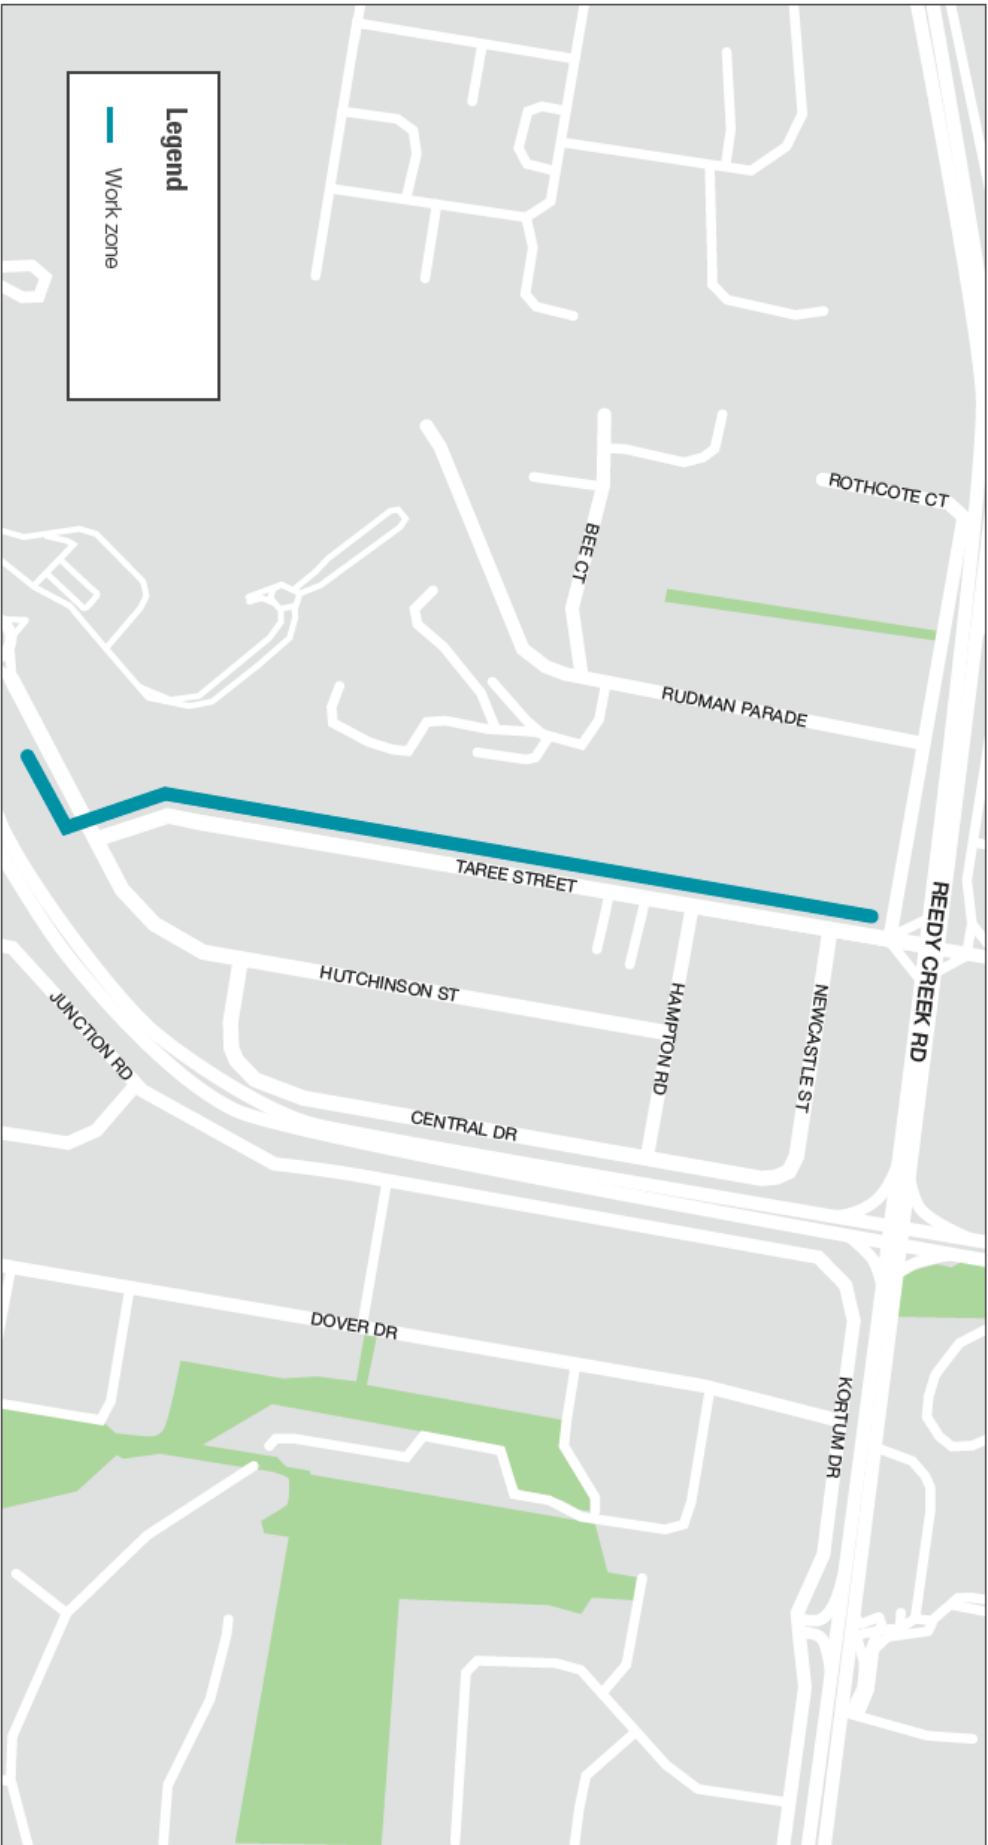 Legend
Work zone
ROTHCOTE CT
BEE CT
RUDMAN PARADE
TAREE STREET
REEDY CREEK RD
HUTCHINSON ST
HAMPTON RD
NEWCASTLE ST
JUNCTION RD
CENTRAL DR
DOVER DR
KORTUM DR